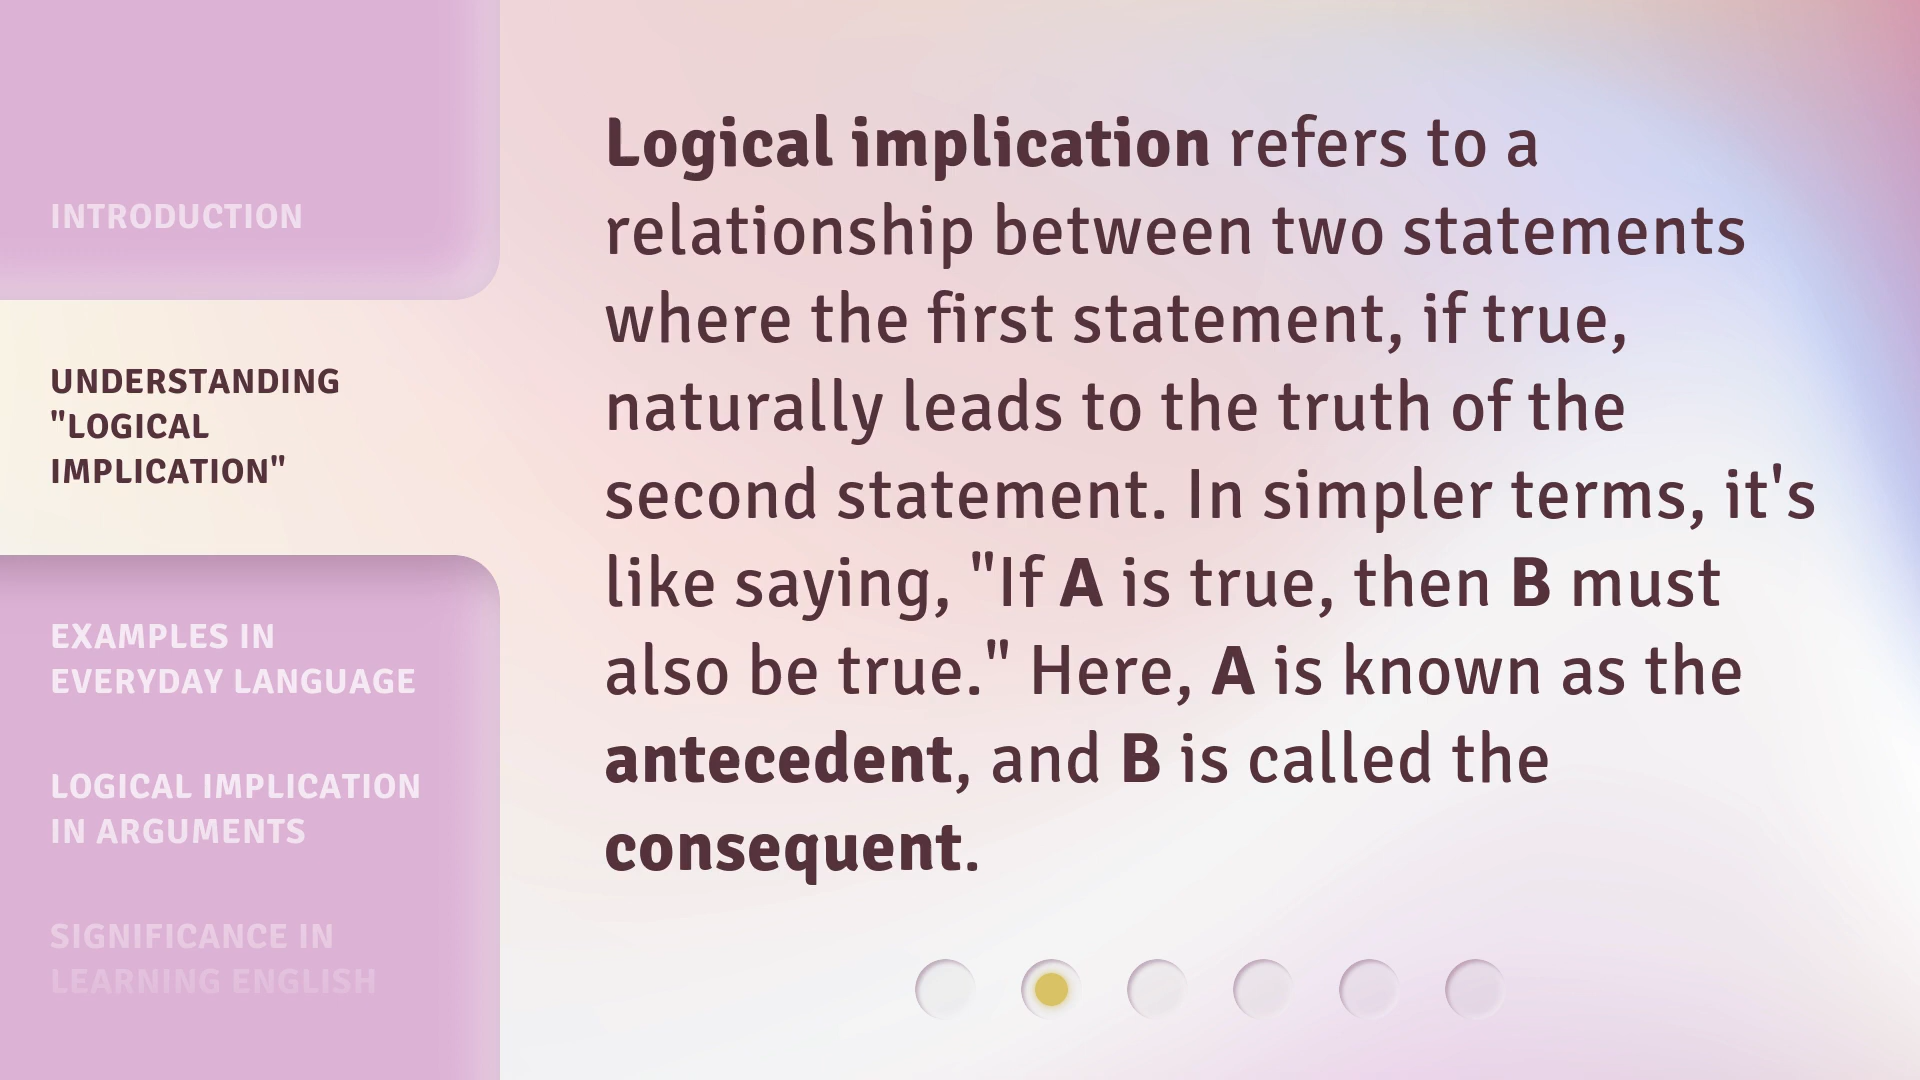 INTRODUCTION
UNDERSTANDING
"LOGICAL
IMPLICATION"
EXAMPLES IN
EVERYDAY LANGUAGE
LOGICAL IMPLICATION
IN ARGUMENTS
SIGNIFICANCE IN
LEARNING ENGLISH
Logical implication refers to a
relationship between two statements
where the first statement, if true,
naturally leads to the truth of the
second statement. In simpler terms, it's
like saying, "If A is true, then B must
also be true." Here, A is known as the
antecedent, and B is called the
consequent.